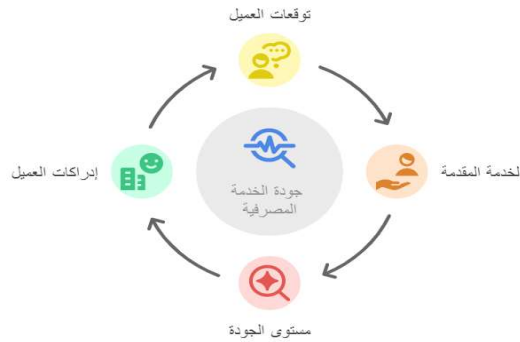 توقعات العميل
إدراكات العميل
جودة الخدمة
المصرفية
لخدمة المقدمة
مستوى الجودة